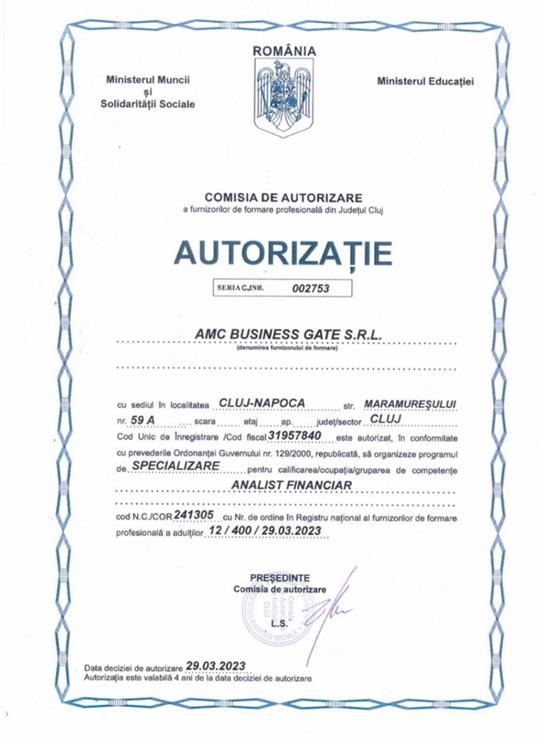 ROMÂNIA
Ministerul Muncii
și
Solidarității Sociale
Ministerul Educației
COMISIA DE AUTORIZARE
a furnizorilor de formare profesională din Județul Cluj
AUTORIZAȚIE
SERIA CJNR. 002753
AMC BUSINESS GATE S.R.L.
(denumirea furnizorului de formare)
cu sediul în localitatea CLUJ-NAPOCA str. MARAMUREȘULUI
nr. 59 A scara etaj ap. județ/sector CLUJ
Cod Unic de Înregistrare /Cod fiscal 31957840 este autorizat, în conformitate
cu prevederile Ordonanței Guvernului nr. 129/2000, republicată, să organizeze programul
de SPECIALIZARE pentru calificarea/ocupația/gruparea de competențe
ANALIST FINANCIAR
cod N.C./COR 241305 cu Nr. de ordine în Registru național al furnizorilor de formare
profesională a adulților 12 / 400 / 29.03.2023
PREȘEDINTE
Comisia de autorizare
L.S.
Data deciziei de autorizare 29.03.2023
Autorizația este valabilă 4 ani de la data deciziei de autorizare